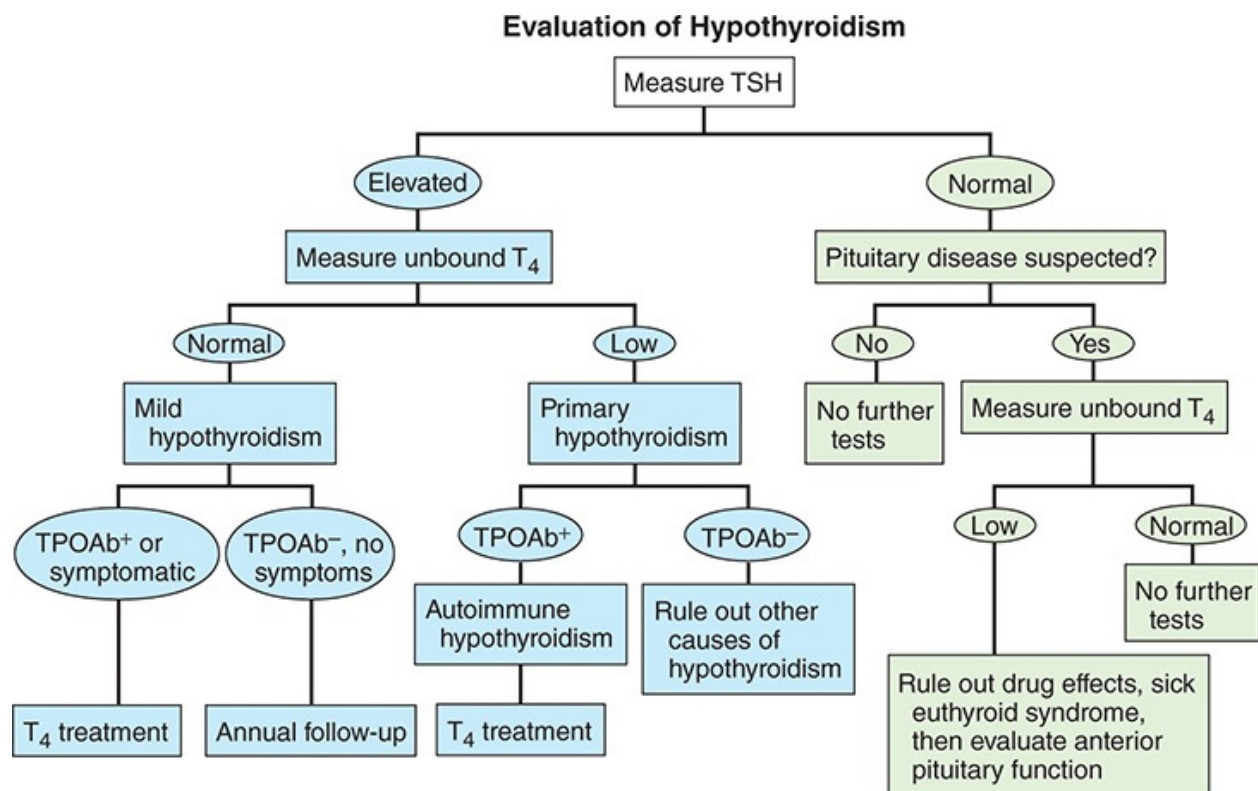 Evaluation of Hypothyroidism
Measure TSH
Elevated
Normal
Measure unbound T₄
Pituitary disease suspected?
Normal
Low
No
Yes
Mild
hypothyroidism
Primary
hypothyroidism
No further
tests
Measure unbound T₄
TPOAb⁺ or
symptomatic
TPOAb⁻, no
symptoms
TPOAb⁺
TPOAb⁻
Low
Normal
Autoimmune
hypothyroidism
Rule out other
causes of
hypothyroidism
No further
tests
T₄ treatment
Annual follow-up
T₄ treatment
Rule out drug effects, sick
euthyroid syndrome,
then evaluate anterior
pituitary function